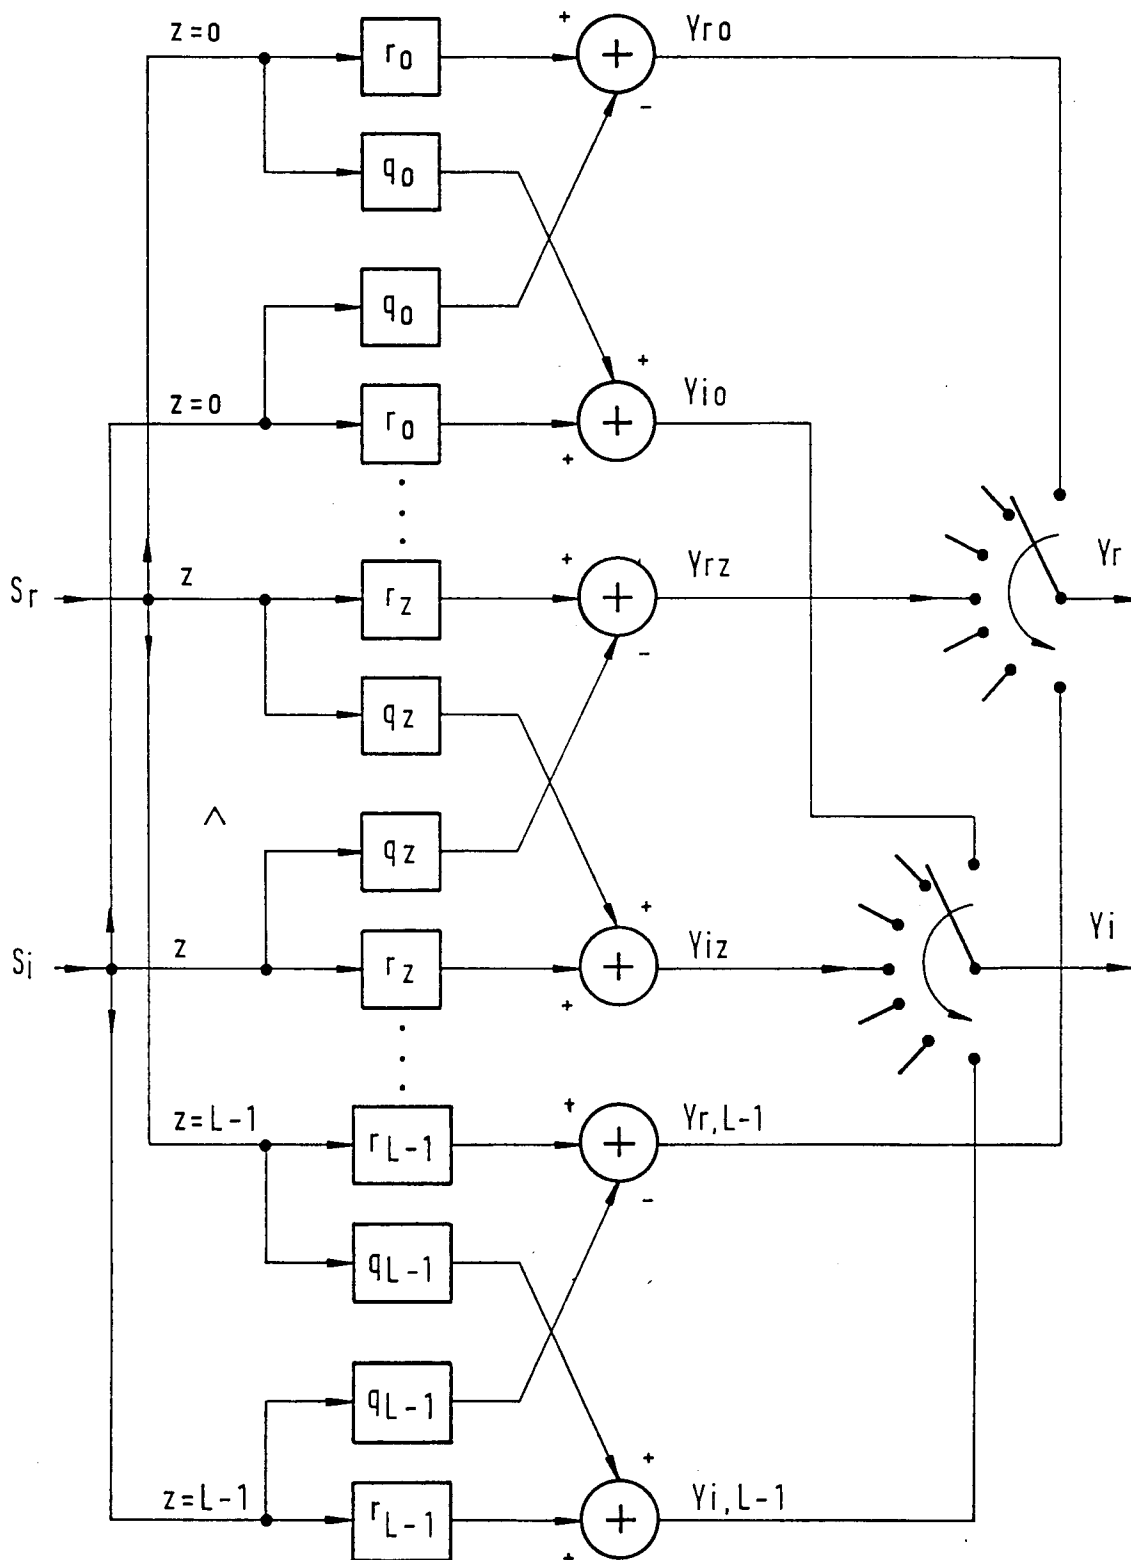 z=0
r0
+
+
-
Yr0
q0
q0
z=0
r0
+
+
+
Yi0
Sr
z
rz
+
+
-
Yrz
Yr
qz
^
qz
Si
z
rz
+
+
+
Yiz
Yi
z=L-1
rL-1
+
+
-
Yr,L-1
qL-1
qL-1
z=L-1
rL-1
+
+
+
Yi,L-1